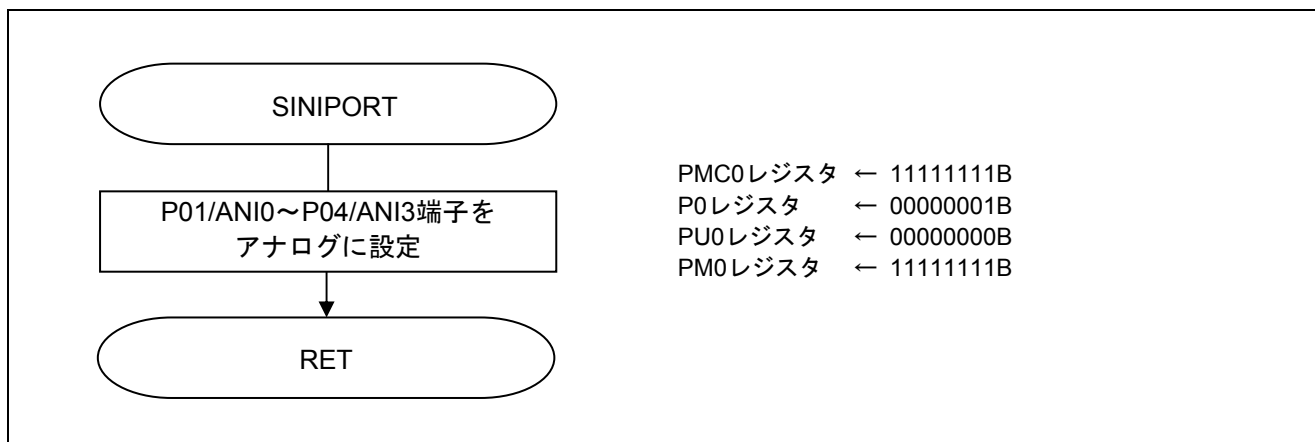 SINIPORT
P01/ANI0～P04/ANI3端子を
アナログに設定
RET
PMC0レジスタ ← 11111111B
P0レジスタ ← 00000001B
PU0レジスタ ← 00000000B
PM0レジスタ ← 11111111B